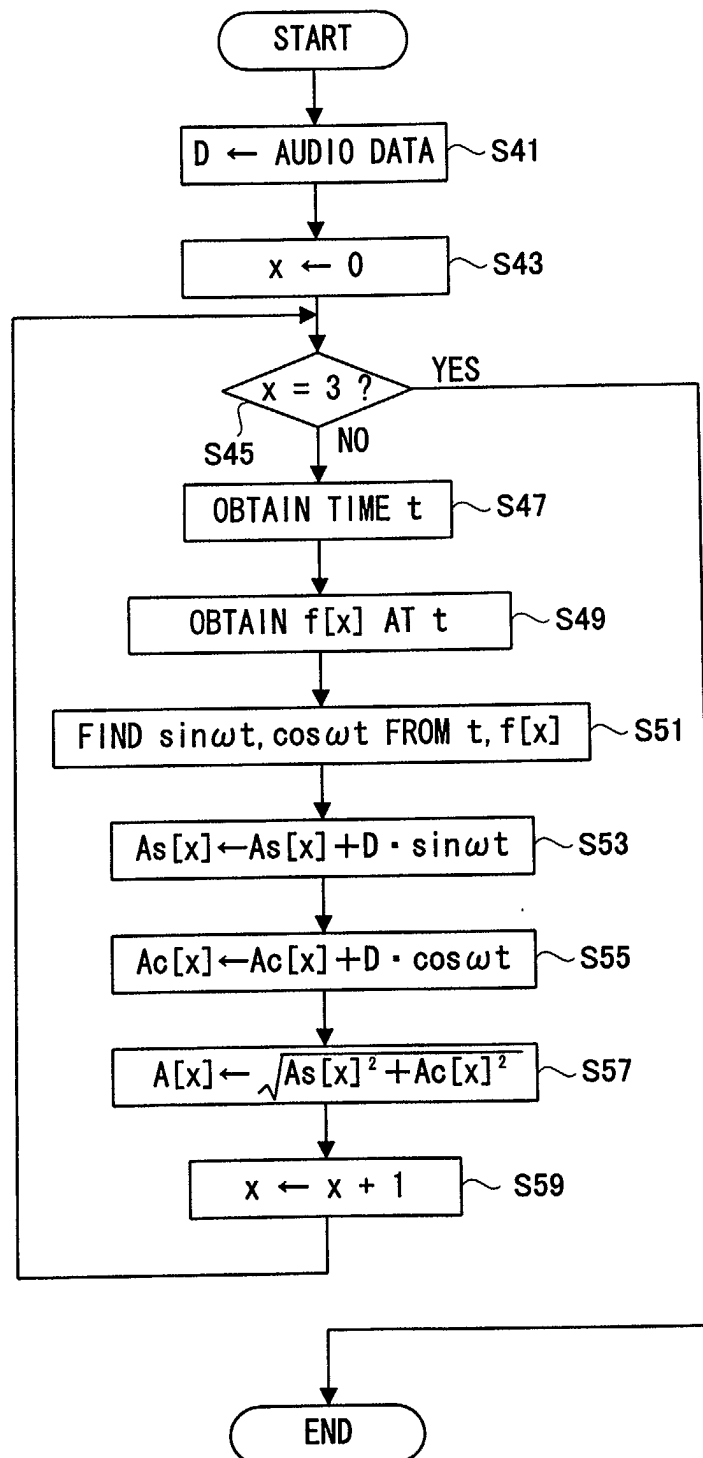 START
D ← AUDIO DATA
S41
x ← 0
S43
x = 3 ?
YES
S45
NO
OBTAIN TIME t
S47
OBTAIN f[x] AT t
S49
FIND sinωt, cosωt FROM t, f[x]
S51
As[x]←As[x]+D・sinωt
S53
Ac[x]←Ac[x]+D・cosωt
S55
A[x]←√As[x]²+Ac[x]²
S57
x ← x + 1
S59
END